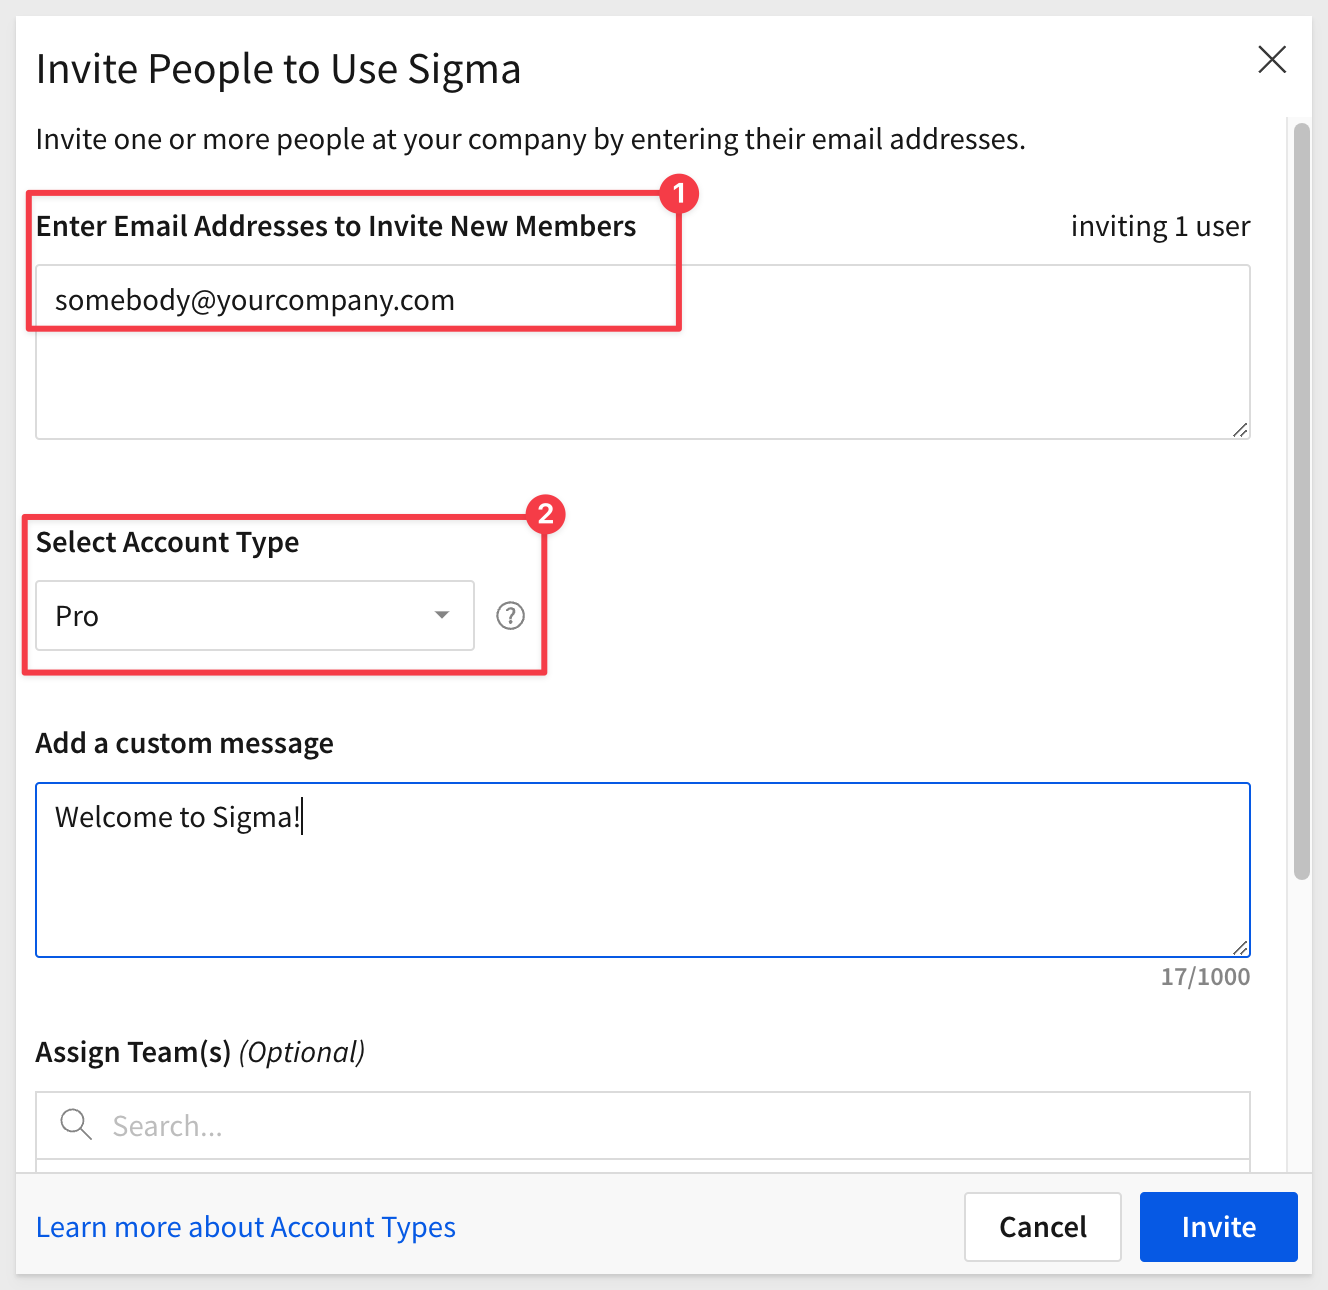 Invite People to Use Sigma
Invite one or more people at your company by entering their email addresses.
1
Enter Email Addresses to Invite New Members
inviting 1 user
somebody@yourcompany.com
2
Select Account Type
Pro
?
Add a custom message
Welcome to Sigma!
17/1000
Assign Team(s) (Optional)
Search...
Learn more about Account Types
Cancel
Invite